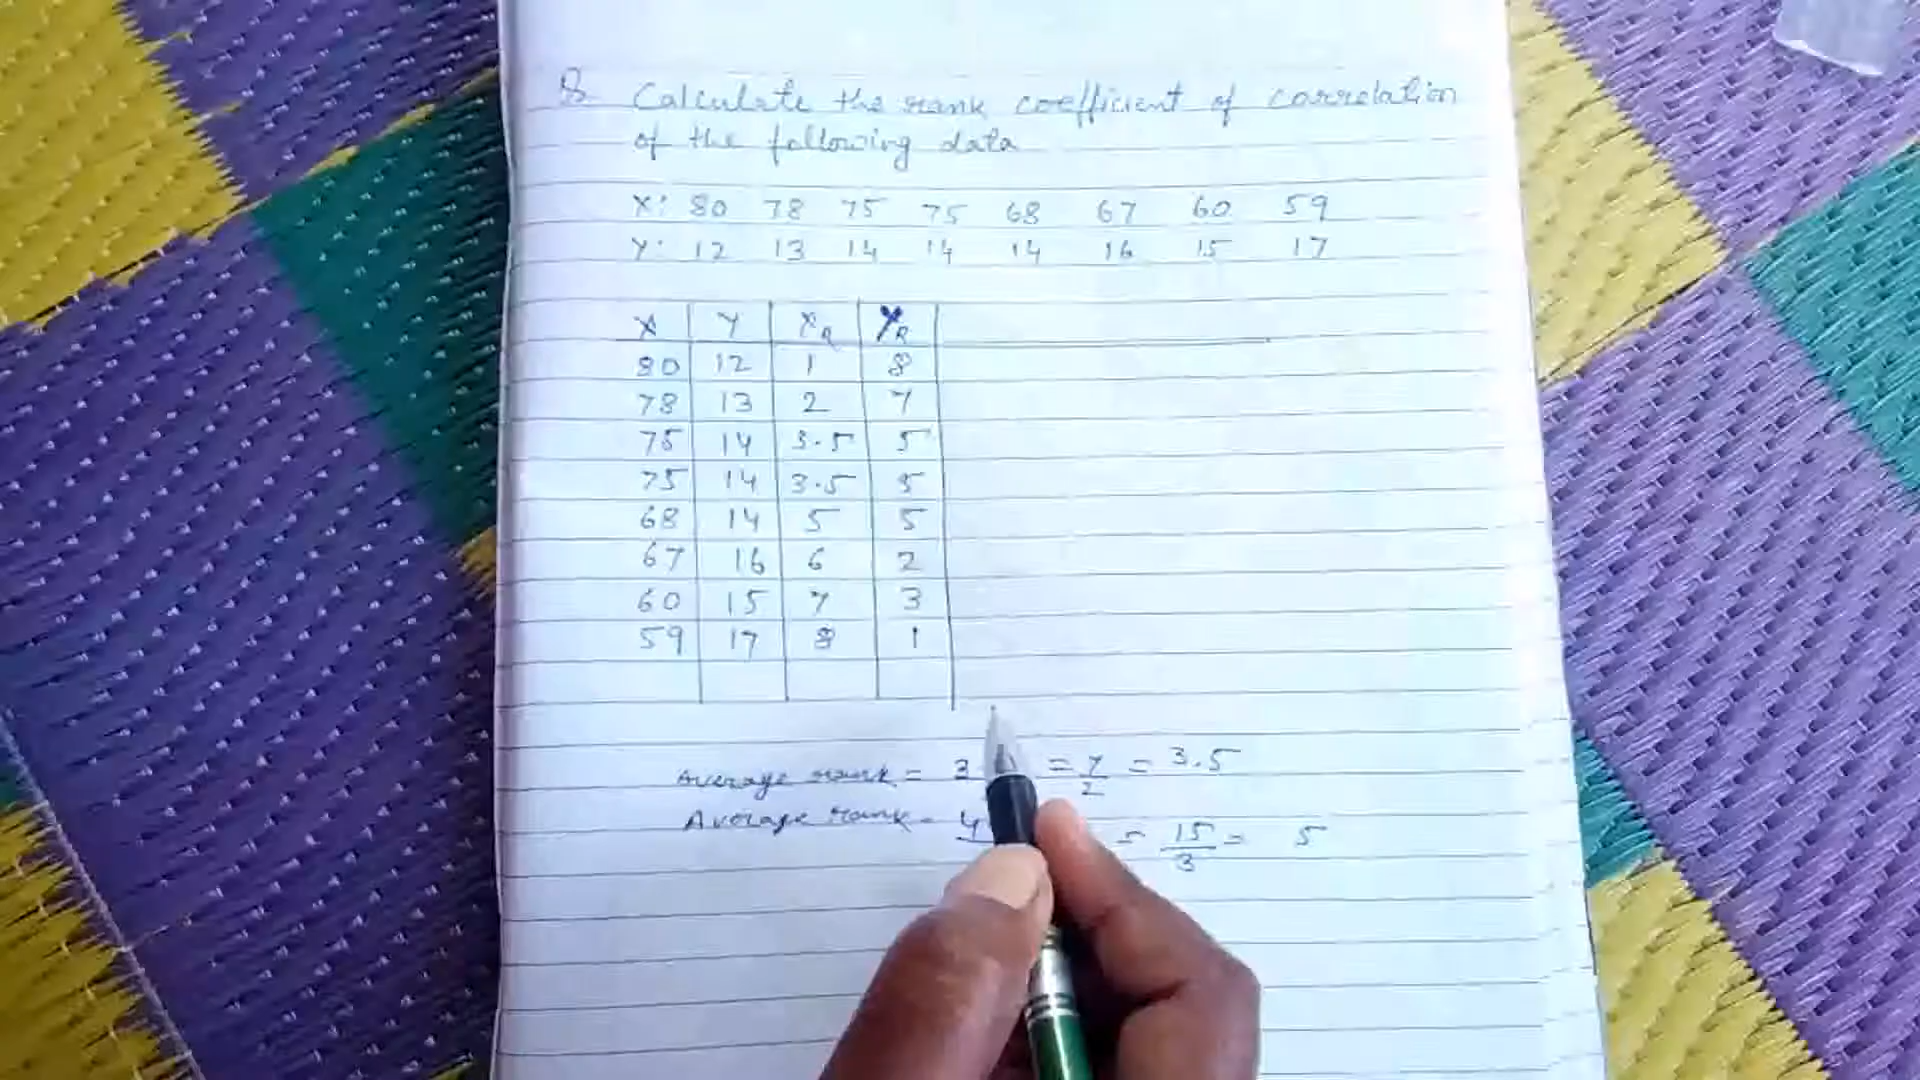 Q Calculate the rank coefficient of correlation
of the following data
X: 80 78 75 75 68 67 60 59
Y: 12 13 14 14 14 16 15 17
X Y XR YR
80 12 1 8
78 13 2 7
75 14 3.5 5
75 14 3.5 5
68 14 5 5
67 16 6 2
60 15 7 3
59 17 8 1
Average rank = 3 = 7/2 = 3.5
Average rank = 4 = 15/3 = 5